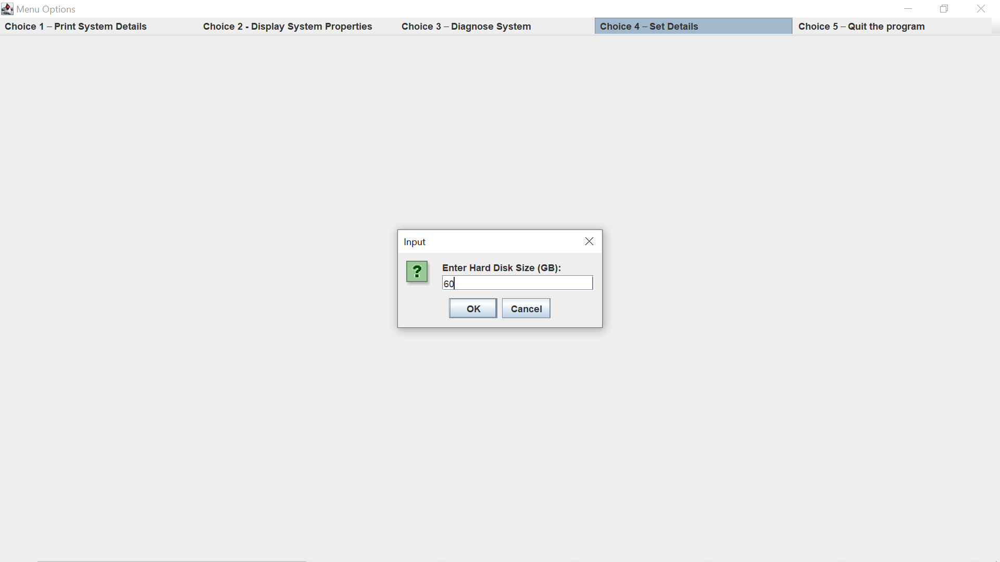 Menu Options
Choice 1 – Print System Details
Choice 2 - Display System Properties
Choice 3 – Diagnose System
Choice 4 – Set Details
Choice 5 – Quit the program
Input
?
Enter Hard Disk Size (GB):
60
OK
Cancel